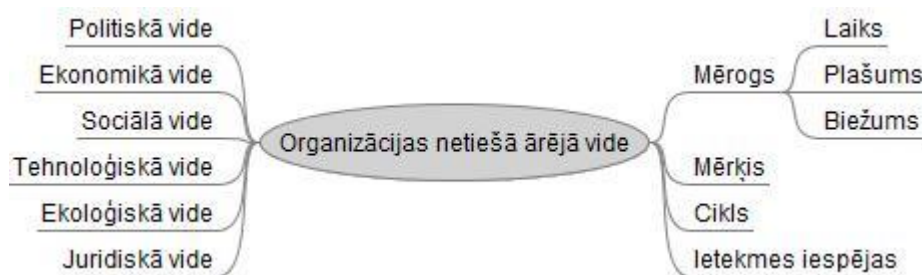 Politiskā vide
Ekonomikā vide
Sociālā vide
Tehnoloģiskā vide
Ekoloģiskā vide
Juridiskā vide
Organizācijas netiešā ārējā vide
Mērogs
Laiks
Plašums
Biežums
Mērķis
Cikls
Ietekmes iespējas